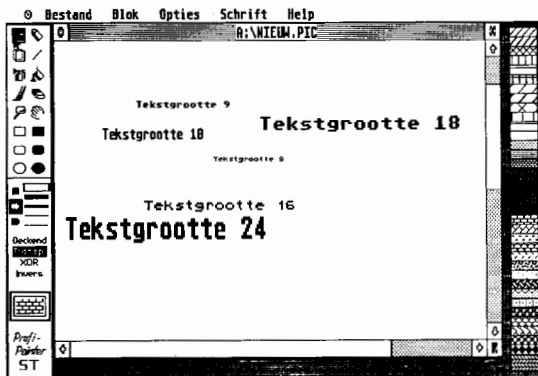 Bestand Blok Opties Schrift Help
A:\NIEUW.PIC
Tekstgrootte 9
Tekstgrootte 18
Tekstgrootte 10
Tekstgrootte 8
Tekstgrootte 16
Tekstgrootte 24
Deckend
Transp.
XOR
Invers
Profi-
Painter
ST